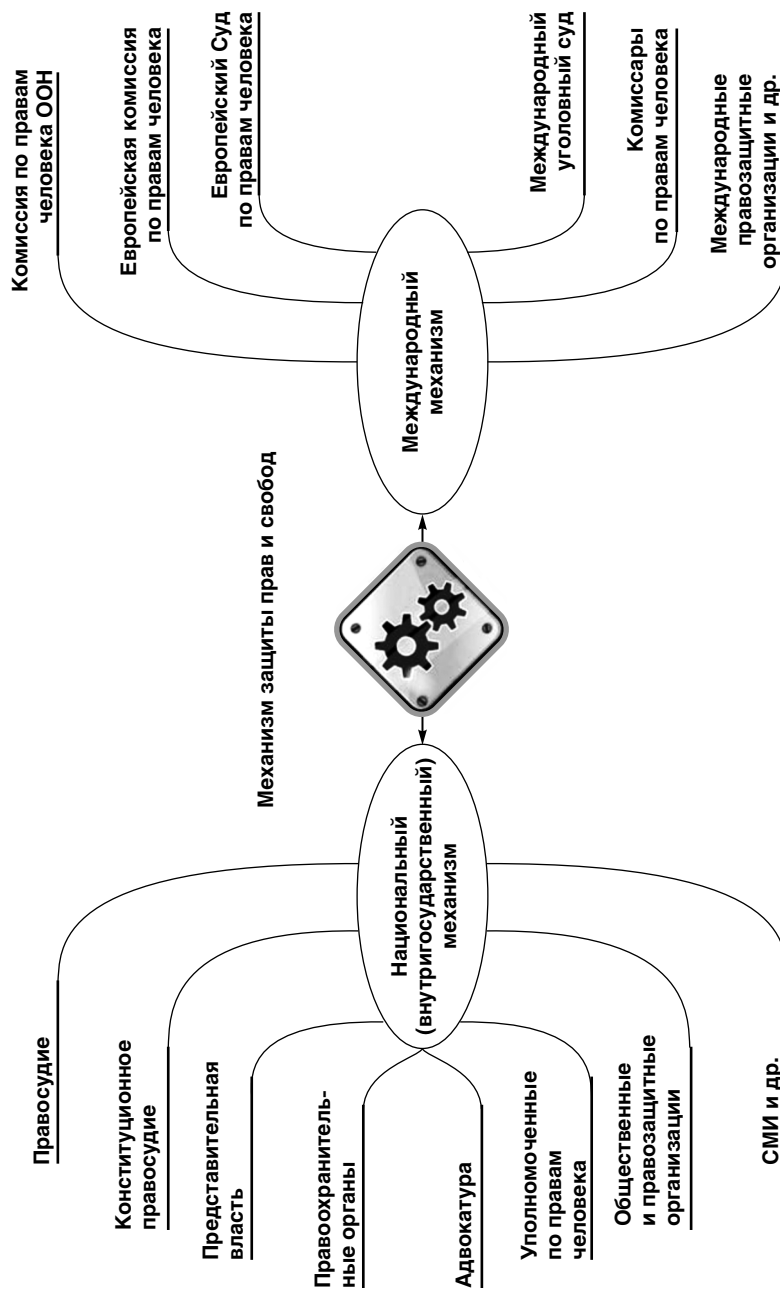 Механизм защиты прав и свобод
Национальный
(внутригосударственный)
механизм
Правосудие
Конституционное
правосудие
Представительная
власть
Правоохранитель-
ные органы
Адвокатура
Уполномоченные
по правам
человека
Общественные
и правозащитные
организации
СМИ и др.
Международный
механизм
Комиссия по правам
человека ООН
Европейская комиссия
по правам человека
Европейский Суд
по правам человека
Международный
уголовный суд
Комиссары
по правам человека
Международные
правозащитные
организации и др.